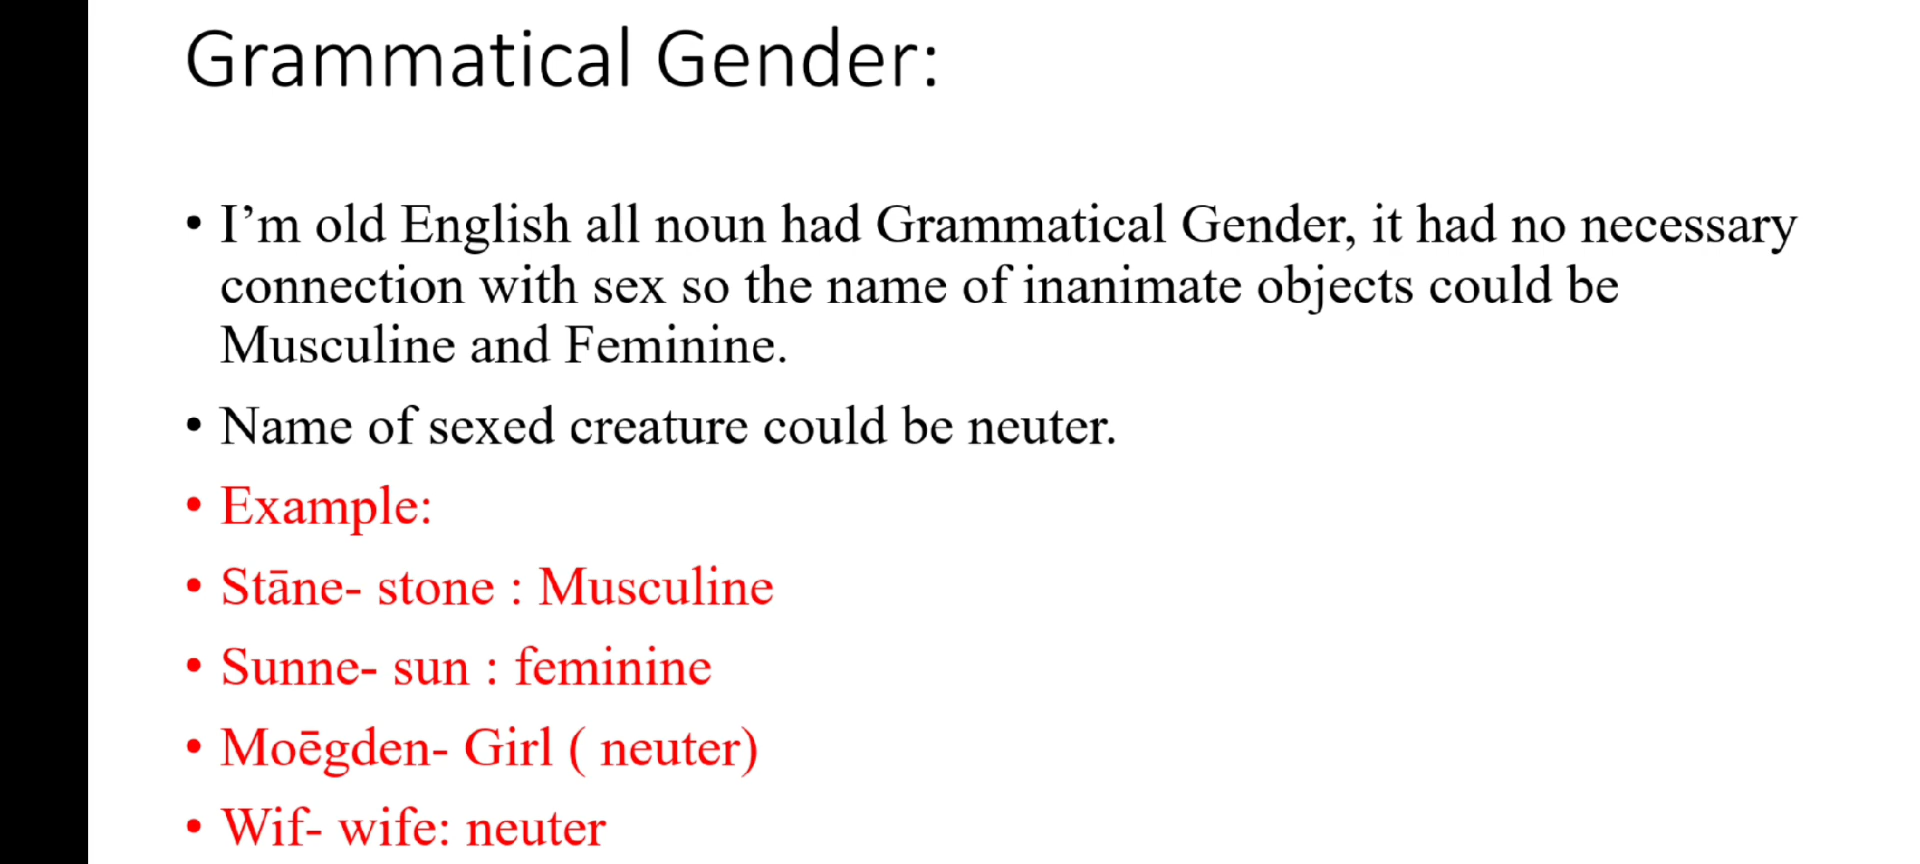 Grammatical Gender:
• I’m old English all noun had Grammatical Gender, it had no necessary
connection with sex so the name of inanimate objects could be
Musculine and Feminine.
• Name of sexed creature could be neuter.
• Example:
• Stāne- stone : Musculine
• Sunne- sun : feminine
• Moēgden- Girl ( neuter)
• Wif- wife: neuter